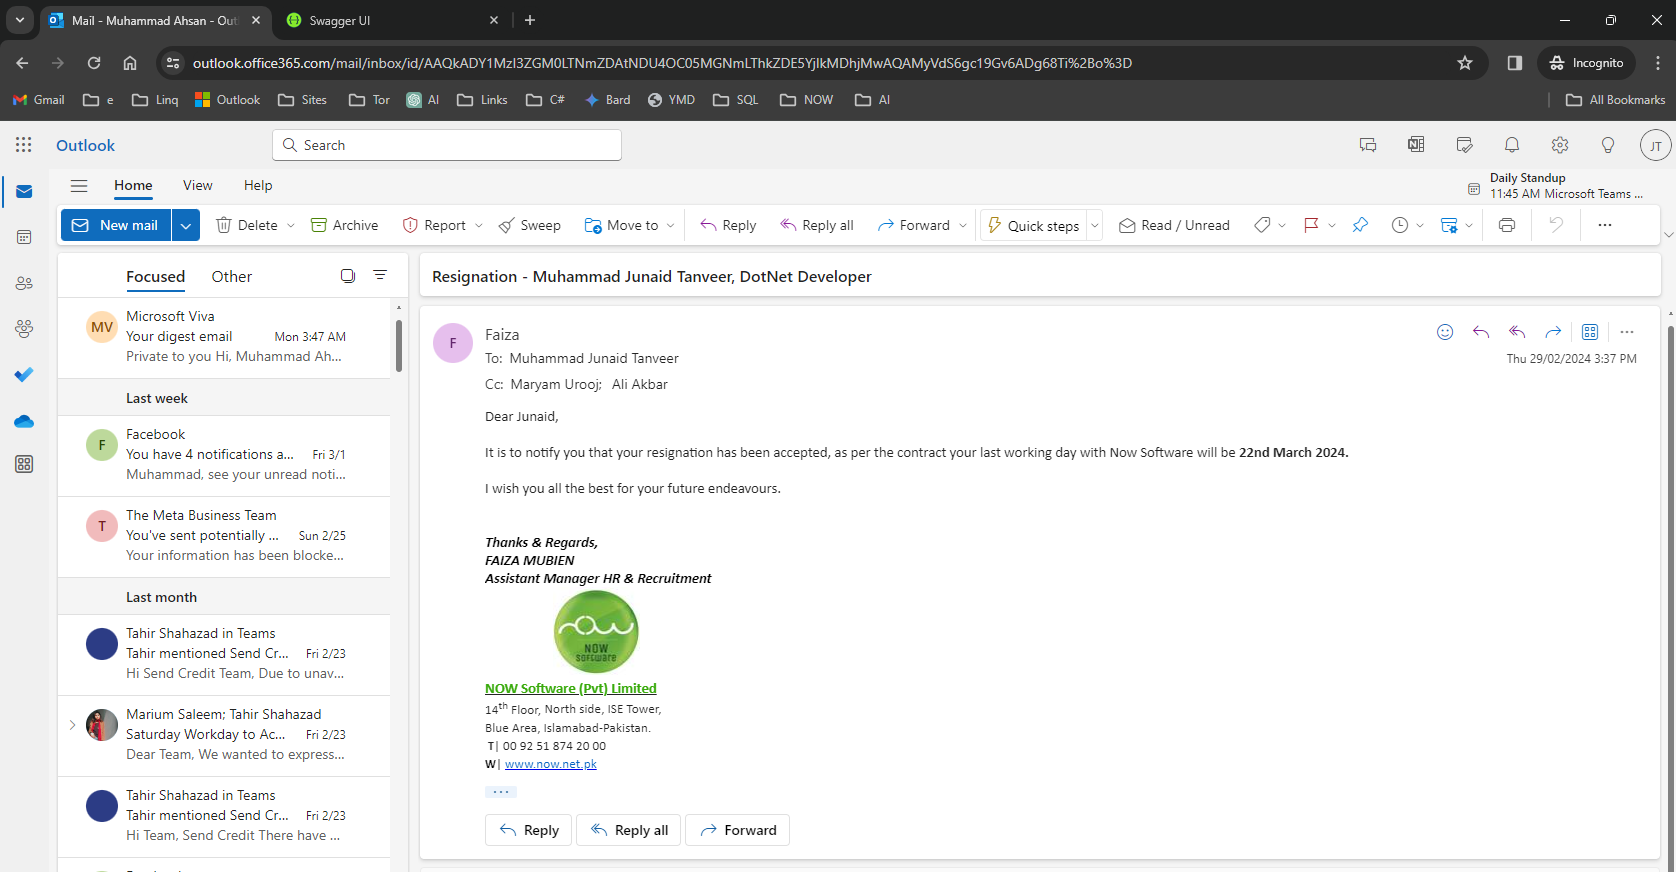 Mail - Muhammad Ahsan - Out
Swagger UI
outlook.office365.com/mail/inbox/id/AAQkADY1MzI3ZGM0LTNmZDAtNDU4OC05MGNmLThkZDE5YjlkMDhjMwAQAMyVdS6gc19Gv6ADg68Ti%2Bo%3D
Incognito
Gmail e Linq Outlook Sites Tor AI Links C# Bard YMD SQL NOW AI All Bookmarks
Outlook
Search
JT
Home View Help
Daily Standup
11:45 AM Microsoft Teams ...
New mail Delete Archive Report Sweep Move to Reply Reply all Forward Quick steps Read / Unread
Focused Other
MV
Microsoft Viva
Your digest email Mon 3:47 AM
Private to you Hi, Muhammad Ah...
Last week
F
Facebook
You have 4 notifications a... Fri 3/1
Muhammad, see your unread noti...
T
The Meta Business Team
You've sent potentially ... Sun 2/25
Your information has been blocke...
Last month
Tahir Shahazad in Teams
Tahir mentioned Send Cr... Fri 2/23
Hi Send Credit Team, Due to unav...
Marium Saleem; Tahir Shahazad
Saturday Workday to Ac... Fri 2/23
Dear Team, We wanted to express...
Tahir Shahazad in Teams
Tahir mentioned Send Cr... Fri 2/23
Hi Team, Send Credit There have ...
Resignation - Muhammad Junaid Tanveer, DotNet Developer
F
Faiza
To: Muhammad Junaid Tanveer
Thu 29/02/2024 3:37 PM
Cc: Maryam Urooj; Ali Akbar
Dear Junaid,
It is to notify you that your resignation has been accepted, as per the contract your last working day with Now Software will be 22nd March 2024.
I wish you all the best for your future endeavours.
Thanks & Regards,
FAIZA MUBIEN
Assistant Manager HR & Recruitment
now
NOW
SOFTWARE
NOW Software (Pvt) Limited
14th Floor, North side, ISE Tower,
Blue Area, Islamabad-Pakistan.
T| 00 92 51 874 20 00
W| www.now.net.pk
Reply Reply all Forward